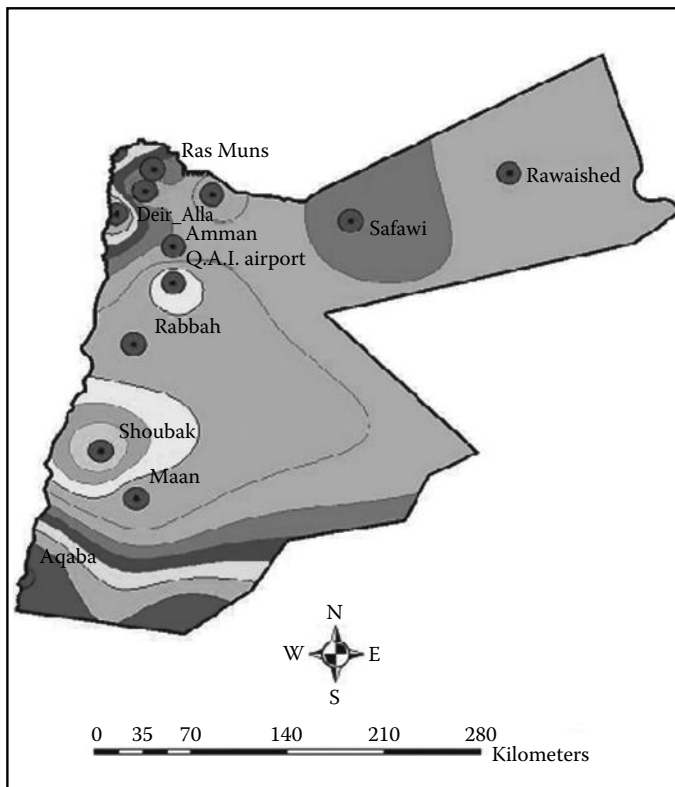 Ras Muns
Rawaished
Deir_Alla
Safawi
Amman
Q.A.I. airport
Rabbah
Shoubak
Maan
Aqaba
N
W E
S
0 35 70 140 210 280
Kilometers